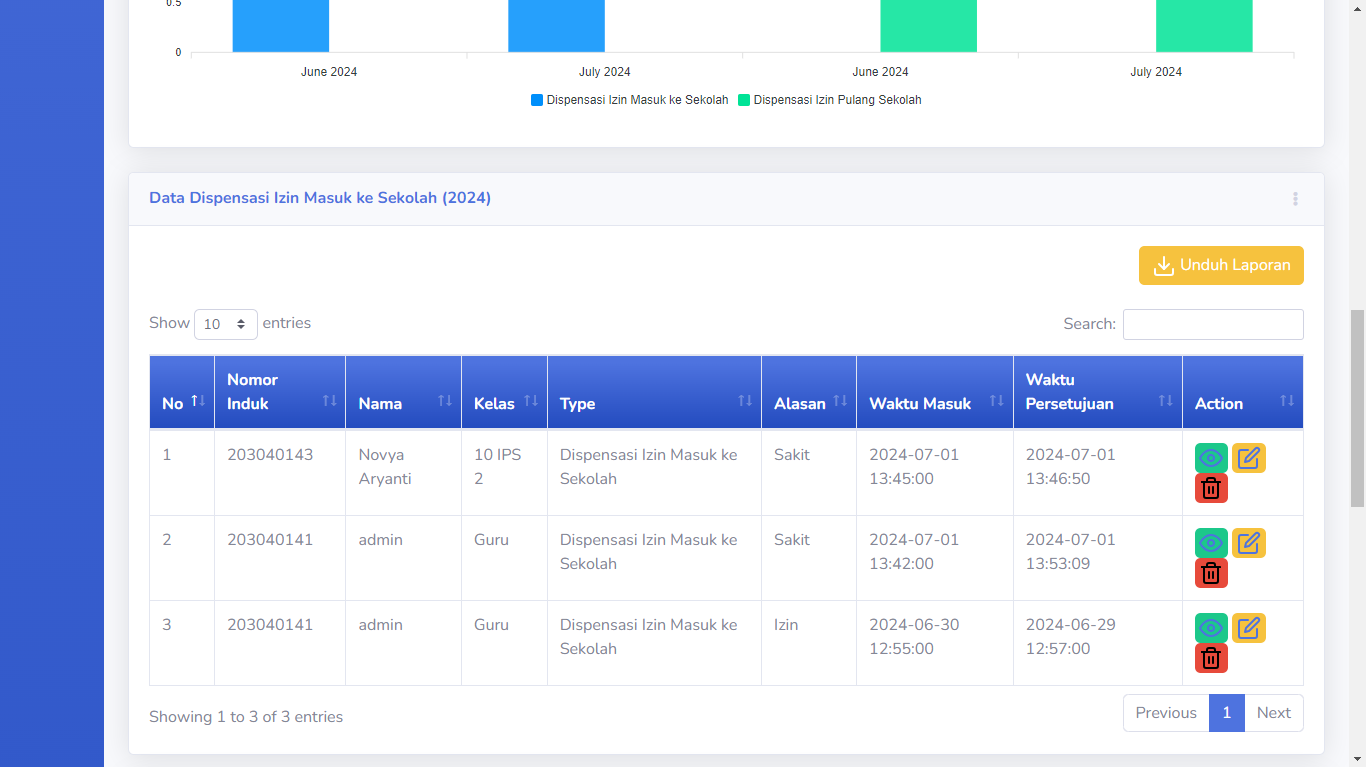 0.5
0
June 2024 July 2024 June 2024 July 2024
Dispensasi Izin Masuk ke Sekolah Dispensasi Izin Pulang Sekolah
Data Dispensasi Izin Masuk ke Sekolah (2024)
Unduh Laporan
Show 10 entries Search:
No Nomor Induk Nama Kelas Type Alasan Waktu Masuk Waktu Persetujuan Action
1 203040143 Novya Aryanti 10 IPS 2 Dispensasi Izin Masuk ke Sekolah Sakit 2024-07-01 13:45:00 2024-07-01 13:46:50
2 203040141 admin Guru Dispensasi Izin Masuk ke Sekolah Sakit 2024-07-01 13:42:00 2024-07-01 13:53:09
3 203040141 admin Guru Dispensasi Izin Masuk ke Sekolah Izin 2024-06-30 12:55:00 2024-06-29 12:57:00
Showing 1 to 3 of 3 entries Previous 1 Next